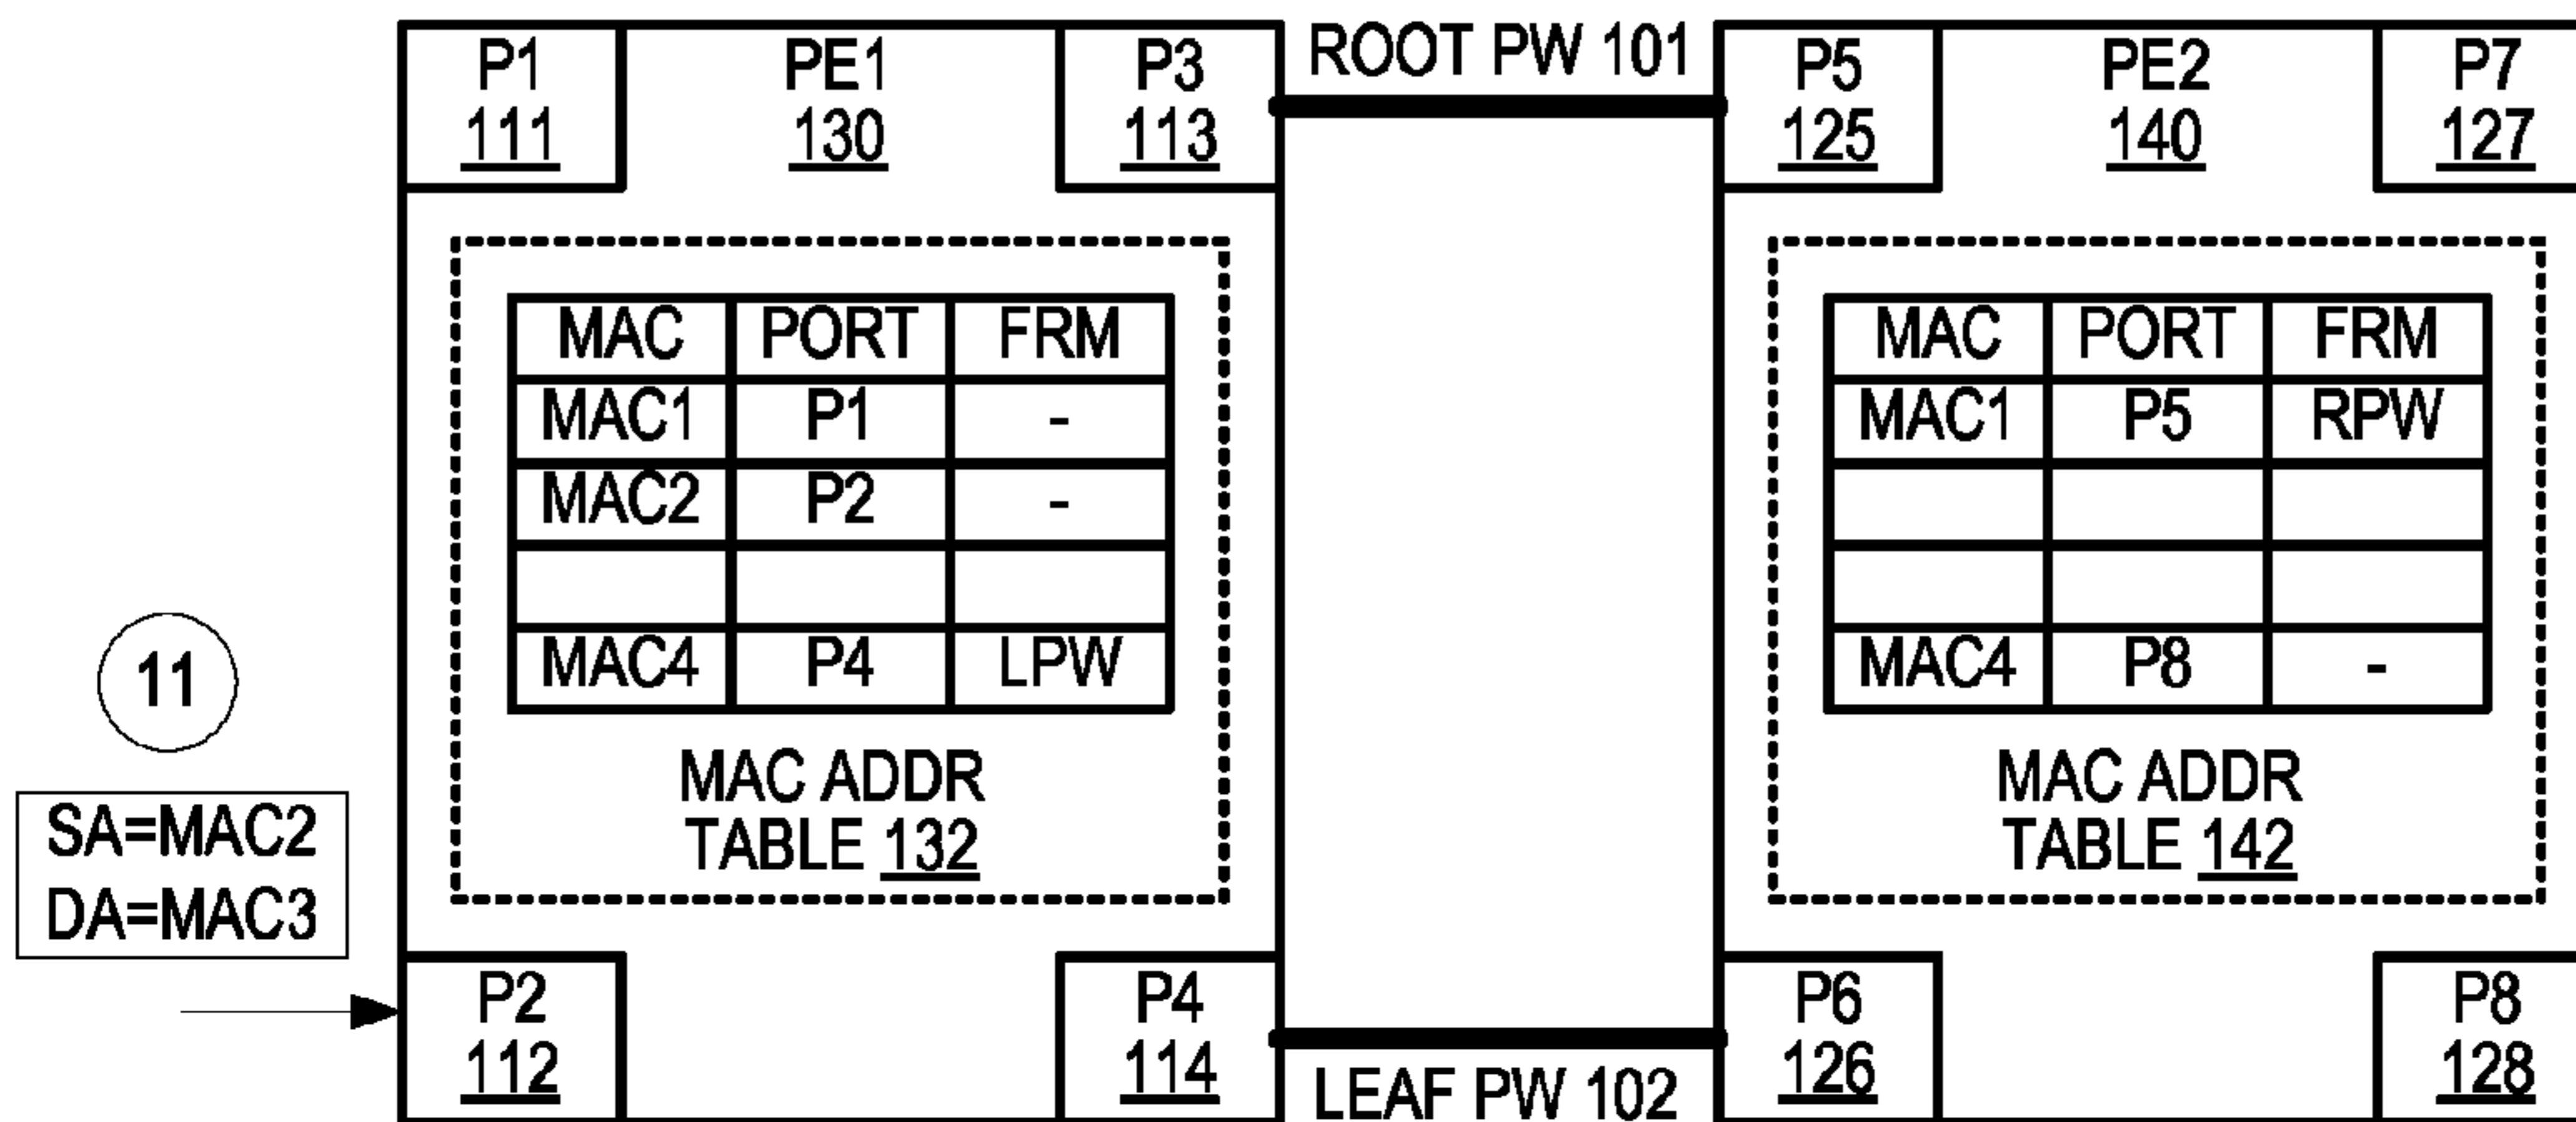 P1
111
PE1
130
P3
113
ROOT PW 101
P5
125
PE2
140
P7
127
MAC PORT FRM
MAC1 P1 -
MAC2 P2 -
MAC4 P4 LPW
MAC ADDR
TABLE 132
MAC PORT FRM
MAC1 P5 RPW
MAC4 P8 -
MAC ADDR
TABLE 142
11
SA=MAC2
DA=MAC3
P2
112
P4
114
LEAF PW 102
P6
126
P8
128